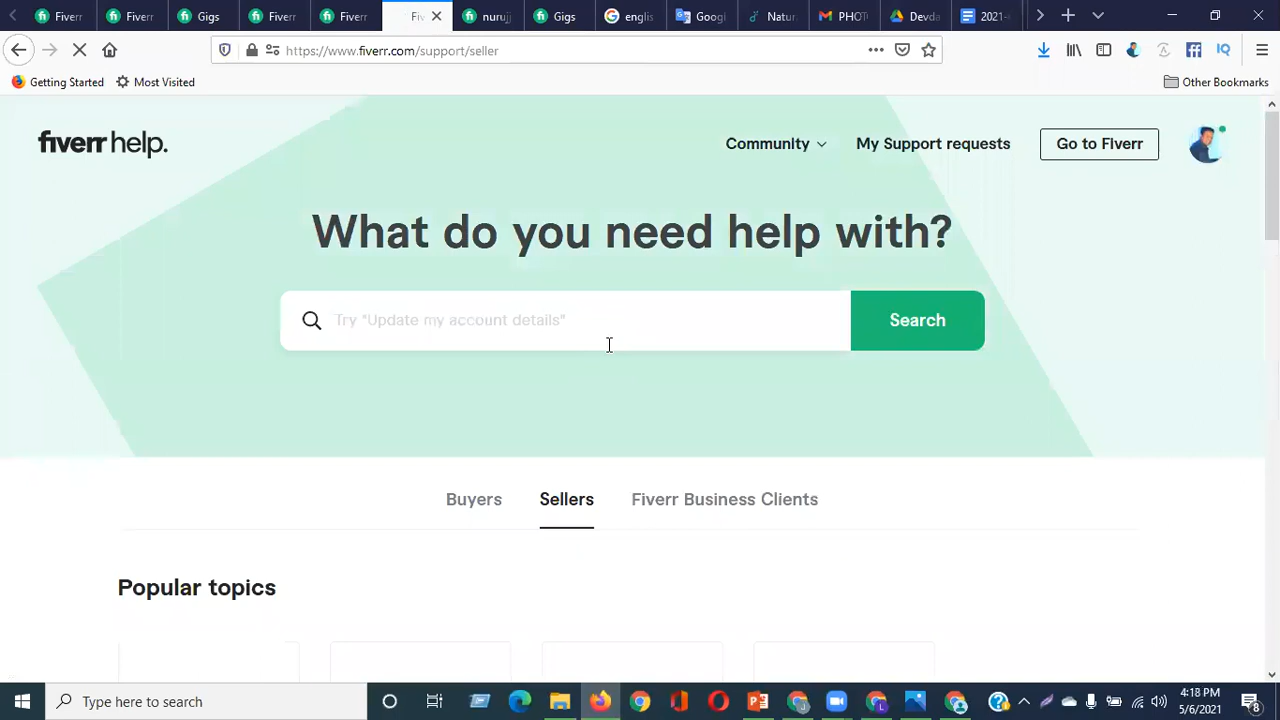 Fiverr
Fiverr
Gigs
Fiverr
Fiverr
Fiv
nurujj
Gigs
englis
Googl
Natur
PHOT
Devda
2021-
https://www.fiverr.com/support/seller
Getting Started
Most Visited
Other Bookmarks
fiverr help.
Community
My Support requests
Go to Fiverr
What do you need help with?
Try "Update my account details"
Search
Buyers
Sellers
Fiverr Business Clients
Popular topics
Type here to search
4:18 PM
5/6/2021
8